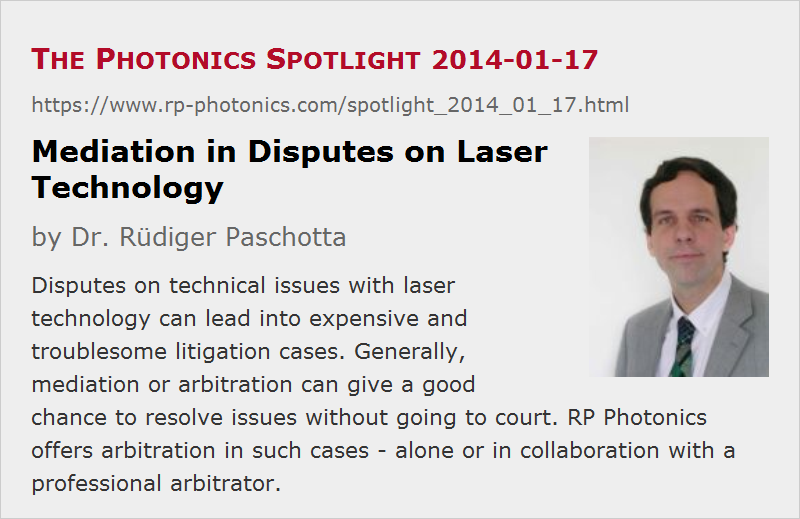 The Photonics Spotlight 2014-01-17
https://www.rp-photonics.com/spotlight_2014_01_17.html
Mediation in Disputes on Laser
Technology
by Dr. Rüdiger Paschotta
Disputes on technical issues with laser
technology can lead into expensive and
troublesome litigation cases. Generally,
mediation or arbitration can give a good
chance to resolve issues without going to court. RP Photonics
offers arbitration in such cases - alone or in collaboration with a
professional arbitrator.